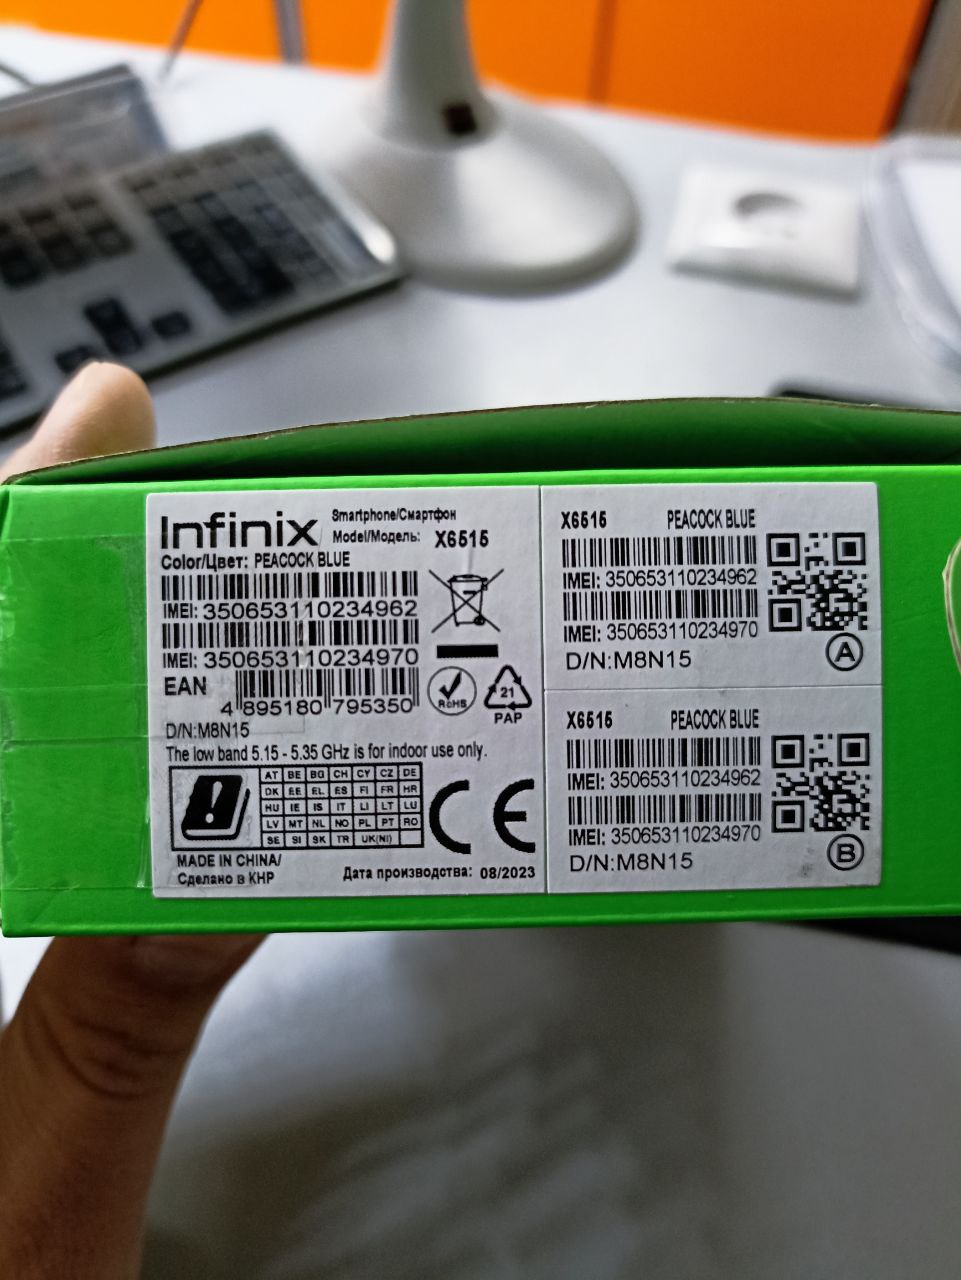 Infinix
Smartphone/Смартфон
Model/Модель: X6515
Color/Цвет: PEACOCK BLUE
IMEI: 350653110234962
IMEI: 350653110234970
EAN
4 895180 795350
D/N:M8N15
RoHS
21
PAP
The low band 5.15 - 5.35 GHz is for indoor use only.
AT BE BG CH CY CZ DE
DK EE EL ES FI FR HR
HU IE IS IT LI LT LU
LV MT NL NO PL PT RO
SE SI SK TR UK(NI)
CE
MADE IN CHINA/
Сделано в КНР
Дата производства: 08/2023
X6515 PEACOCK BLUE
IMEI: 350653110234962
IMEI: 350653110234970
D/N:M8N15
A
X6515 PEACOCK BLUE
IMEI: 350653110234962
IMEI: 350653110234970
D/N:M8N15
B